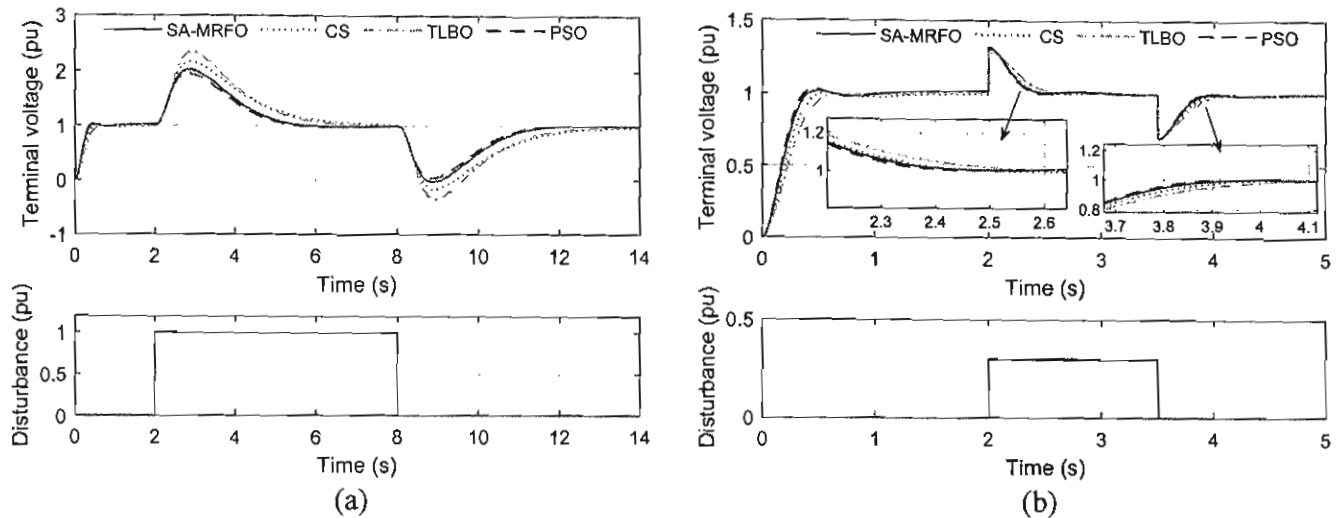 SA-MRFO CS TLBO PSO
Terminal voltage (pu)
3
2
1
0
-1
0 2 4 6 8 10 12 14
Time (s)
Disturbance (pu)
1
0.5
0
0 2 4 6 8 10 12 14
Time (s)
(a)
SA-MRFO CS TLBO PSO
Terminal voltage (pu)
1.5
1.0
0.5
0
1.2
1
2.3 2.4 2.5 2.6
1.2
1
0.8
3.7 3.8 3.9 4 4.1
0 1 2 3 4 5
Time (s)
Disturbance (pu)
0.5
0
0 1 2 3 4 5
Time (s)
(b)